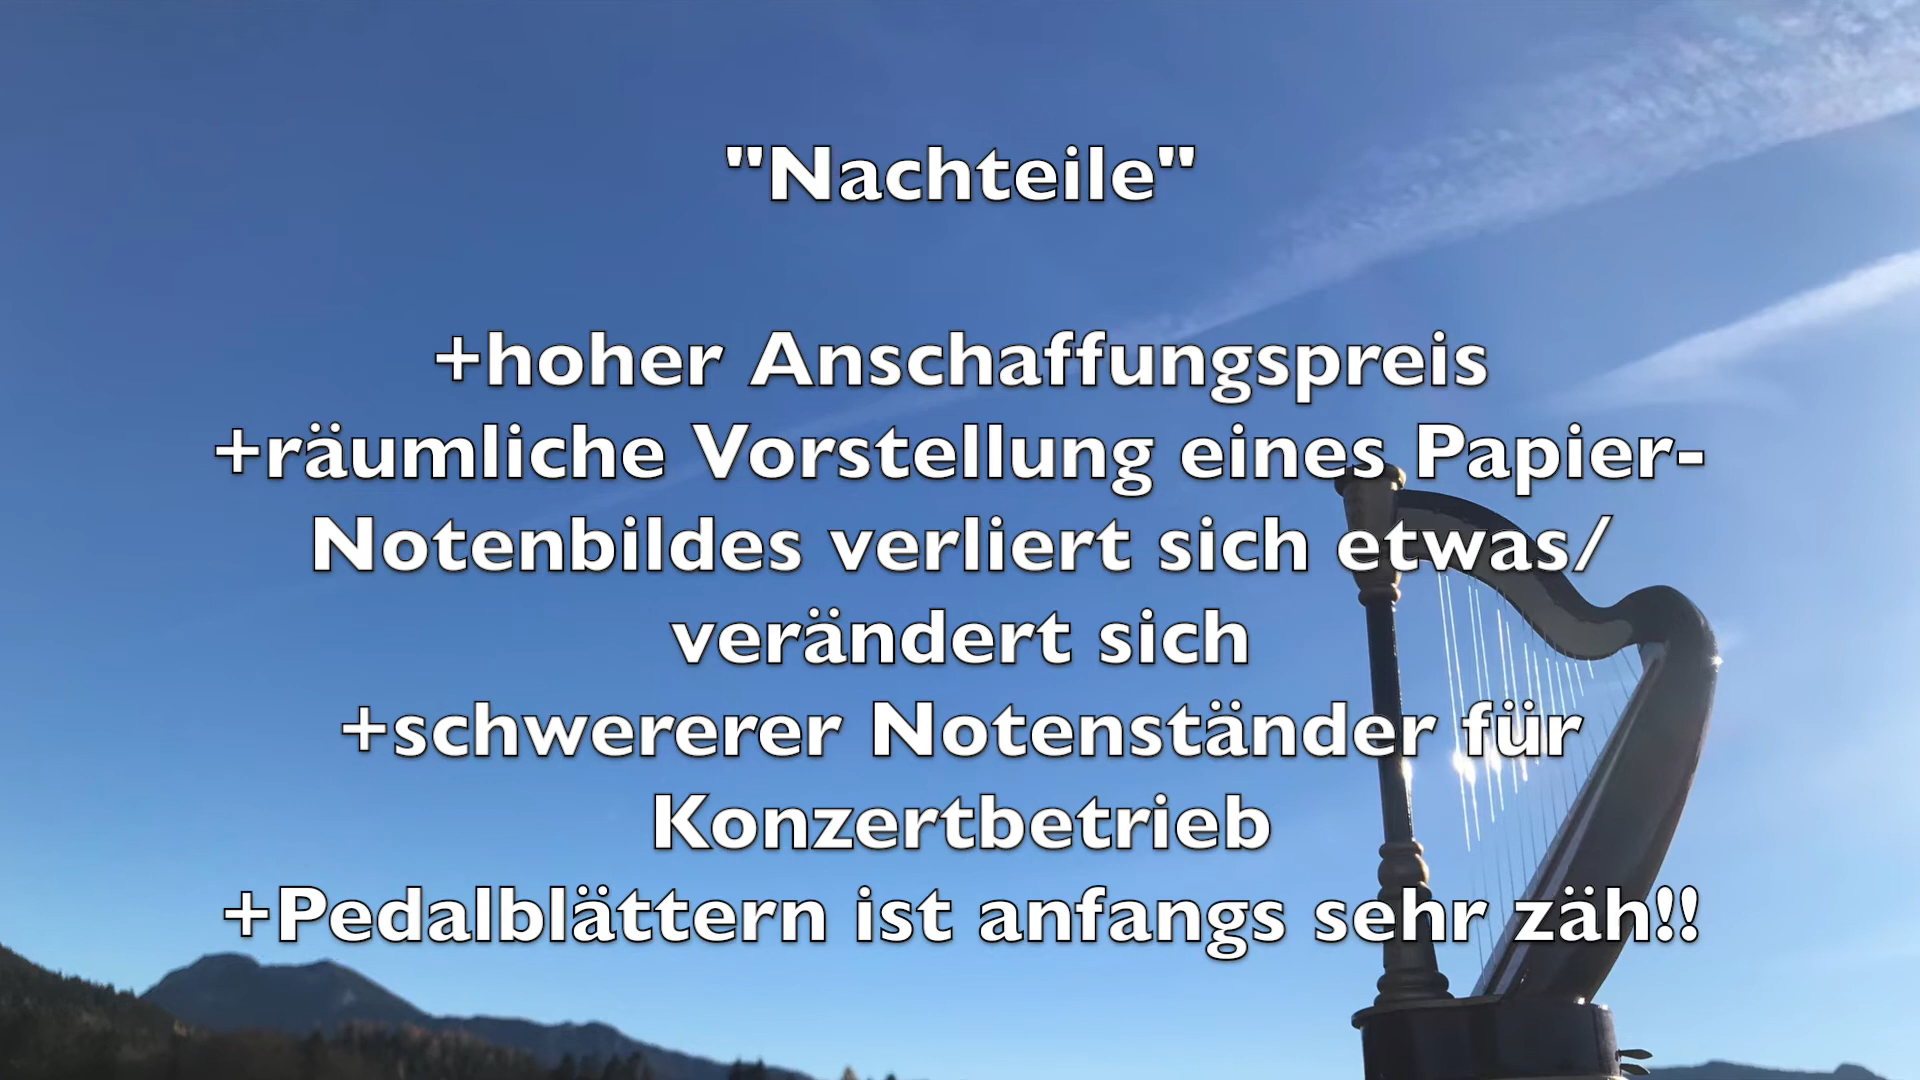 "Nachteile"
+hoher Anschaffungspreis
+räumliche Vorstellung eines Papier-
Notenbildes verliert sich etwas/
verändert sich
+schwererer Notenständer für
Konzertbetrieb
+Pedalblättern ist anfangs sehr zäh!!